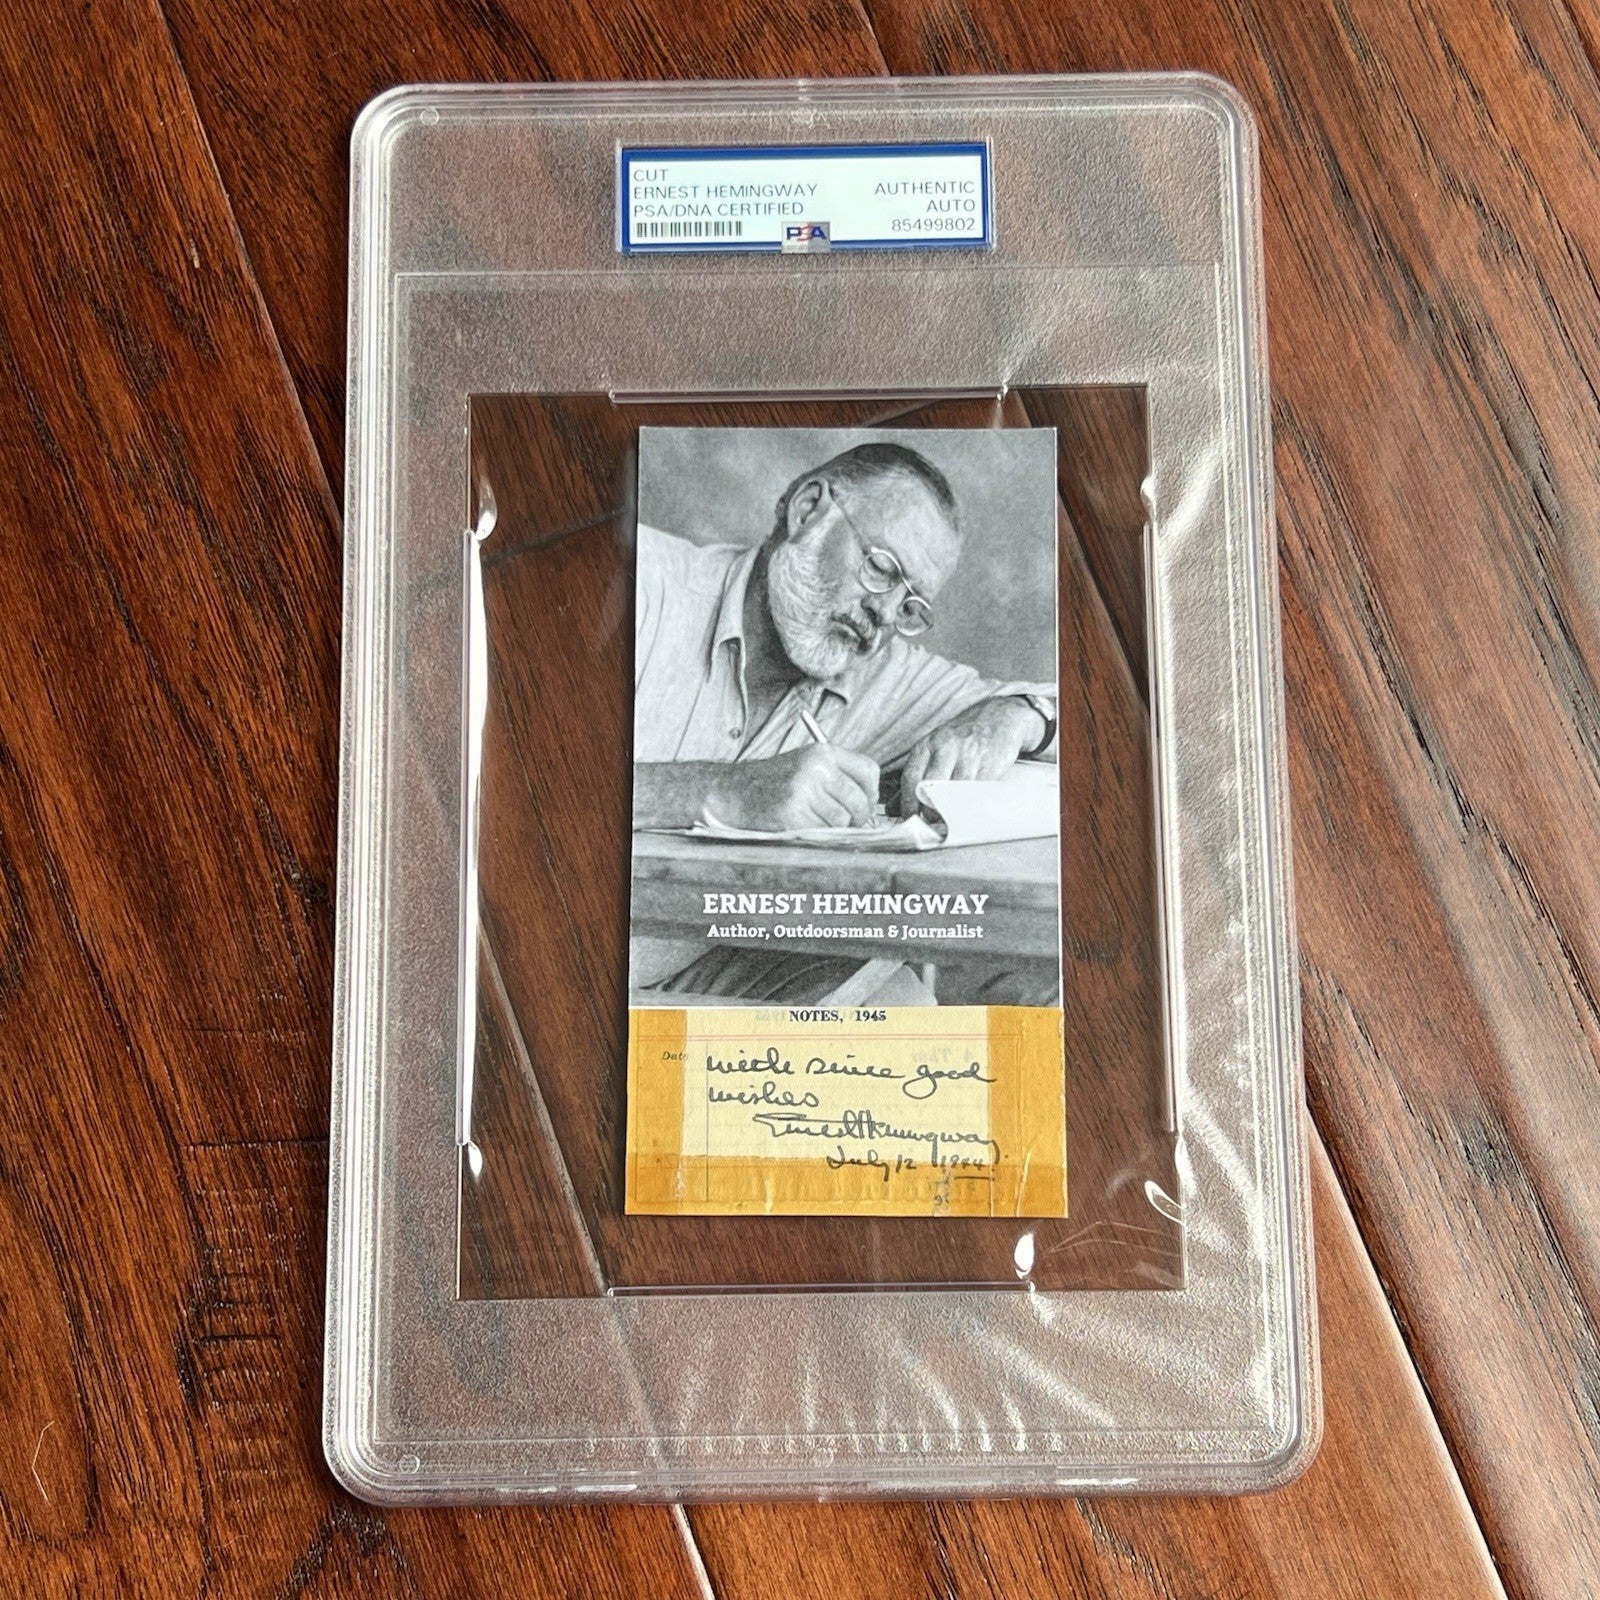 CUT
ERNEST HEMINGWAY
PSA/DNA CERTIFIED
AUTHENTIC
AUTO
85499802
PSA
ERNEST HEMINGWAY
Author, Outdoorsman & Journalist
NOTES, 1945
Date
with since good
wishes
Ernest Hemingway
July 12 1944